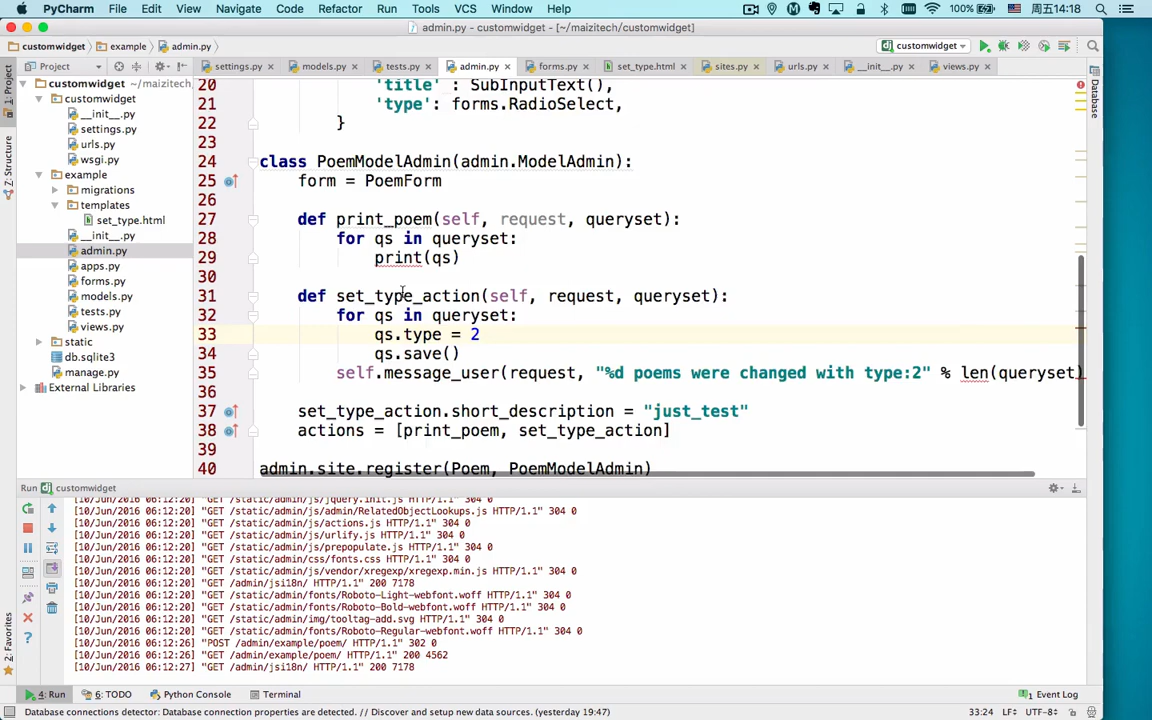 PyCharm File Edit View Navigate Code Refactor Run Tools VCS Window Help 100% 周五14:18
admin.py - customwidget - [~/maizitech/customwidget]
customwidget example admin.py customwidget
Project settings.py models.py tests.py admin.py forms.py set_type.html sites.py urls.py __init__.py views.py
1: Project
Z: Structure
2: Favorites
Database
customwidget
customwidget
__init__.py
settings.py
urls.py
wsgi.py
example
migrations
templates
set_type.html
__init__.py
admin.py
apps.py
forms.py
models.py
tests.py
views.py
static
db.sqlite3
manage.py
External Libraries
20 'title' : SubInputText(),
21 'type': forms.RadioSelect,
22 }
23
24 class PoemModelAdmin(admin.ModelAdmin):
25 form = PoemForm
26
27 def print_poem(self, request, queryset):
28 for qs in queryset:
29 print(qs)
30
31 def set_type_action(self, request, queryset):
32 for qs in queryset:
33 qs.type = 2
34 qs.save()
35 self.message_user(request, "%d poems were changed with type:2" % len(queryset)
36
37 set_type_action.short_description = "just_test"
38 actions = [print_poem, set_type_action]
39
40 admin.site.register(Poem, PoemModelAdmin)
Run customwidget
[10/Jun/2016 06:12:20] "GET /static/admin/js/jquery.init.js HTTP/1.1" 304 0
[10/Jun/2016 06:12:20] "GET /static/admin/js/admin/RelatedObjectLookups.js HTTP/1.1" 304 0
[10/Jun/2016 06:12:20] "GET /static/admin/js/actions.js HTTP/1.1" 304 0
[10/Jun/2016 06:12:20] "GET /static/admin/js/urlify.js HTTP/1.1" 304 0
[10/Jun/2016 06:12:20] "GET /static/admin/js/prepopulate.js HTTP/1.1" 304 0
[10/Jun/2016 06:12:20] "GET /static/admin/css/fonts.css HTTP/1.1" 304 0
[10/Jun/2016 06:12:20] "GET /static/admin/js/vendor/xregexp/xregexp.min.js HTTP/1.1" 304 0
[10/Jun/2016 06:12:20] "GET /admin/jsi18n/ HTTP/1.1" 200 7178
[10/Jun/2016 06:12:20] "GET /static/admin/fonts/Roboto-Light-webfont.woff HTTP/1.1" 304 0
[10/Jun/2016 06:12:20] "GET /static/admin/fonts/Roboto-Bold-webfont.woff HTTP/1.1" 304 0
[10/Jun/2016 06:12:20] "GET /static/admin/img/tooltag-add.svg HTTP/1.1" 304 0
[10/Jun/2016 06:12:20] "GET /static/admin/fonts/Roboto-Regular-webfont.woff HTTP/1.1" 304 0
[10/Jun/2016 06:12:26] "POST /admin/example/poem/ HTTP/1.1" 302 0
[10/Jun/2016 06:12:26] "GET /admin/example/poem/ HTTP/1.1" 200 4562
[10/Jun/2016 06:12:27] "GET /admin/jsi18n/ HTTP/1.1" 200 7178
4: Run 6: TODO Python Console Terminal 1 Event Log
Database connections detector: Database connection properties are detected. // Discover and setup new data sources. (yesterday 19:47) 33:24 LF UTF-8